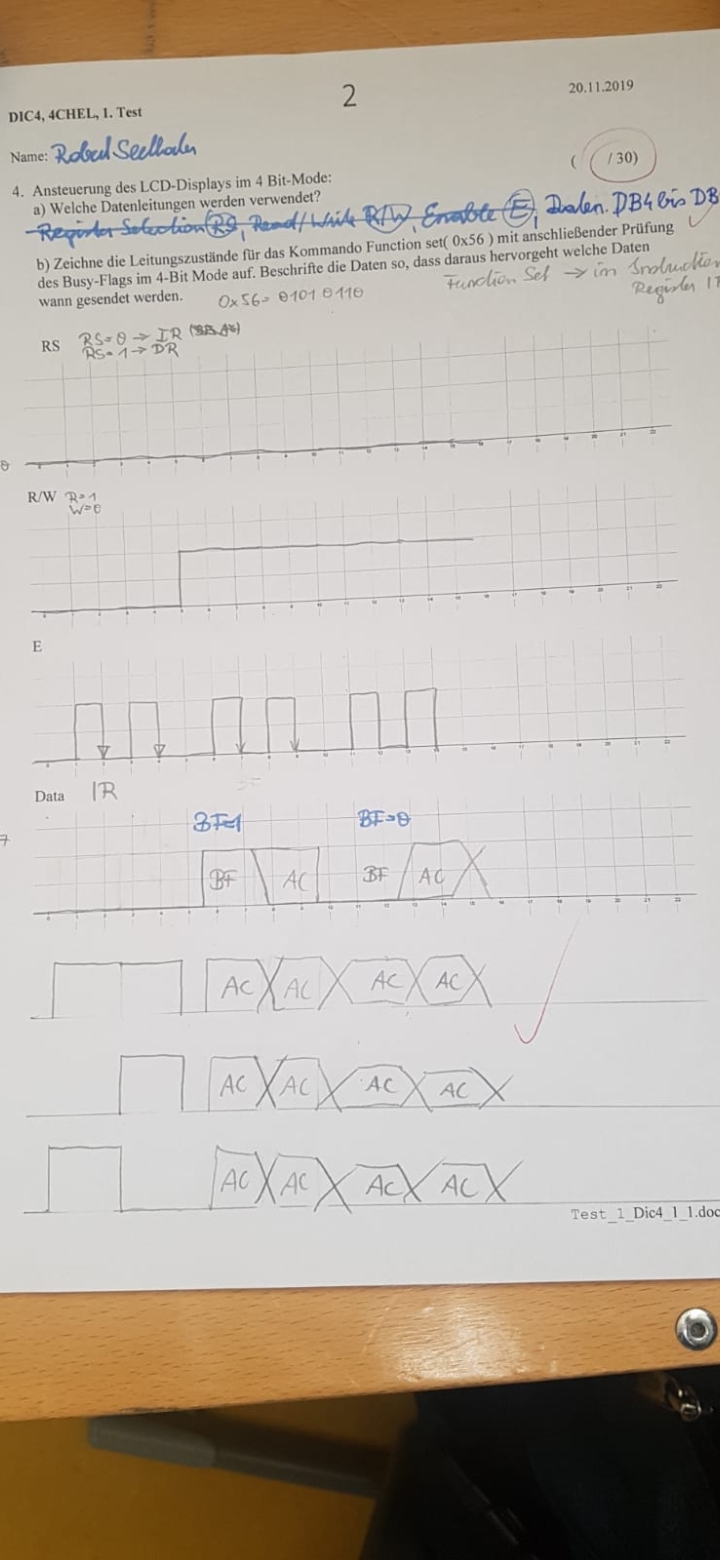 2
20.11.2019
DIC4, 4CHEL, 1. Test
Name: Robert
( /30)
4. Ansteuerung des LCD-Displays im 4 Bit-Mode:
a) Welche Datenleitungen werden verwendet?
Register Selection (RS), Read/Write R/W, Enable (E), Daten. DB4 bis DB
b) Zeichne die Leitungszustände für das Kommando Function set( 0x56 ) mit anschließender Prüfung
des Busy-Flags im 4-Bit Mode auf. Beschrifte die Daten so, dass daraus hervorgeht welche Daten
wann gesendet werden.
0x56= 0101 0110
Function Set → im Instruction
Register
RS RS=0 → IR
RS=1 → DR
0
R/W R=1
W=0
E
Data IR
7
BF=1 BF=0
BF AC BF AC
AC AC AC AC
AC AC AC AC
AC AC AC AC
Test_1_Dic4_1_1.doc